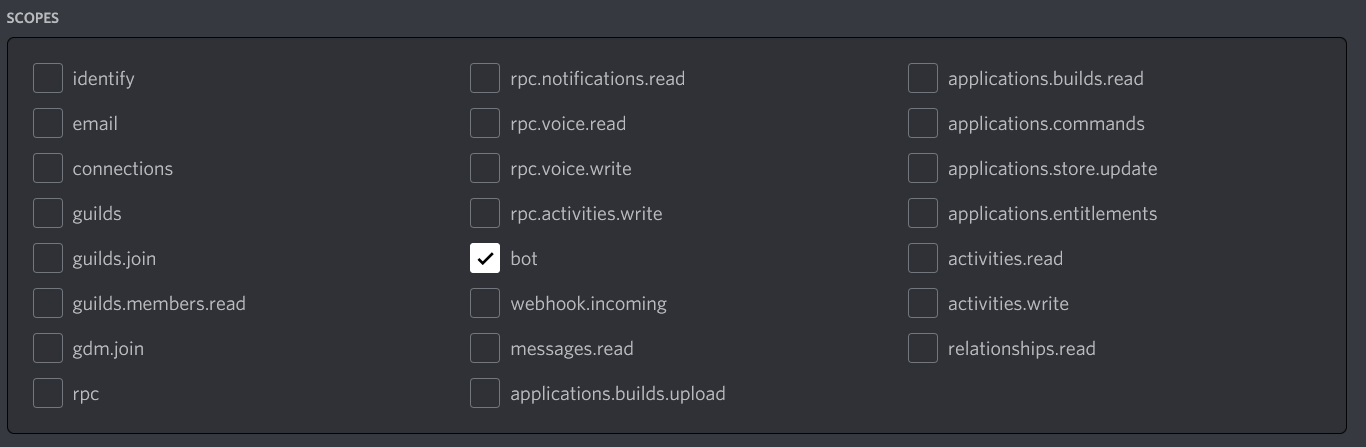 SCOPES
identify
email
connections
guilds
guilds.join
guilds.members.read
gdm.join
rpc
rpc.notifications.read
rpc.voice.read
rpc.voice.write
rpc.activities.write
bot
webhook.incoming
messages.read
applications.builds.upload
applications.builds.read
applications.commands
applications.store.update
applications.entitlements
activities.read
activities.write
relationships.read